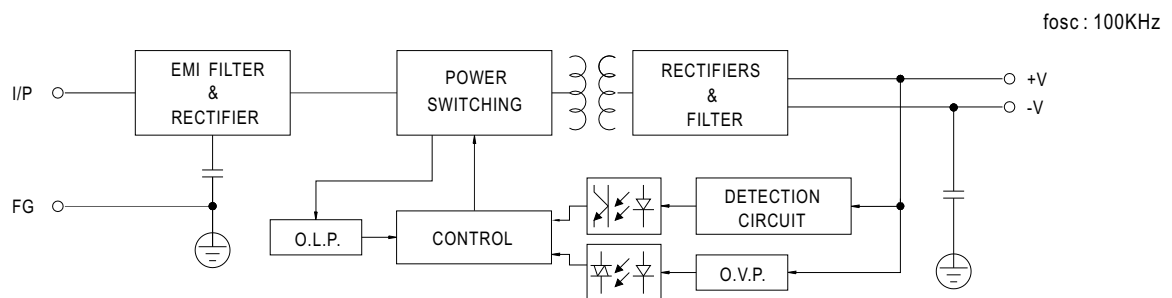 fosc : 100KHz
EMI FILTER
&
RECTIFIER
POWER
SWITCHING
RECTIFIERS
&
FILTER
I/P
+V
-V
FG
O.L.P.
CONTROL
DETECTION
CIRCUIT
O.V.P.